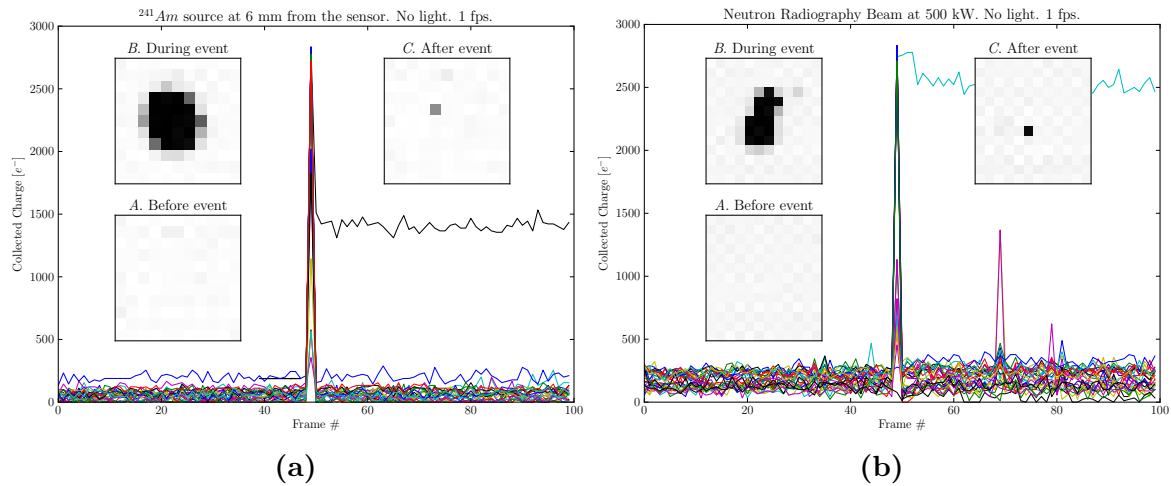 ²⁴¹Am source at 6 mm from the sensor. No light. 1 fps.
B. During event
C. After event
A. Before event
Collected Charge [e⁻]
3000
2500
2000
1500
1000
500
0
0 20 40 60 80 100
Frame #
(a)
Neutron Radiography Beam at 500 kW. No light. 1 fps.
B. During event
C. After event
A. Before event
Collected Charge [e⁻]
3000
2500
2000
1500
1000
500
0
0 20 40 60 80 100
Frame #
(b)